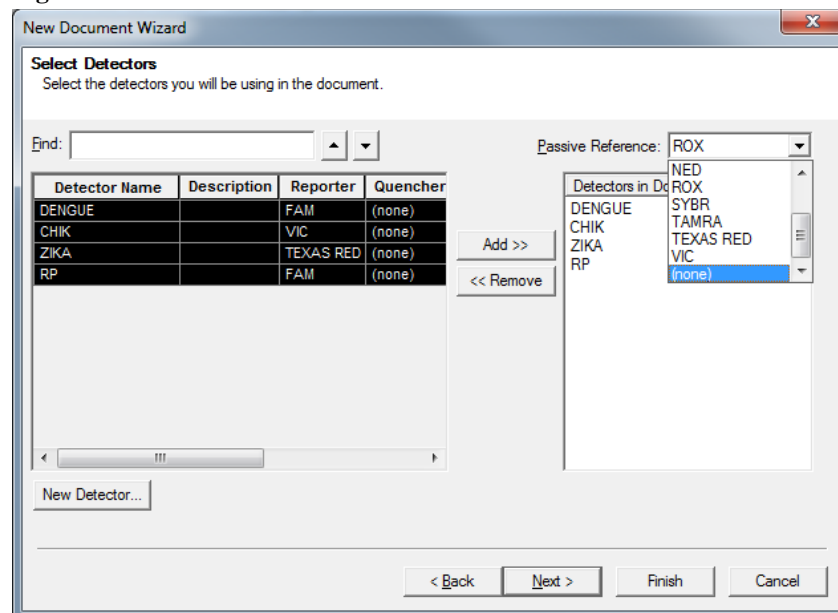 New Document Wizard
X
Select Detectors
Select the detectors you will be using in the document.
Find:
Passive Reference: ROX
NED
ROX
SYBR
TAMRA
TEXAS RED
VIC
(none)
Detector Name Description Reporter Quencher
DENGUE FAM (none)
CHIK VIC (none)
ZIKA TEXAS RED (none)
RP FAM (none)
Add >>
<< Remove
Detectors in Do
DENGUE
CHIK
ZIKA
RP
New Detector...
< Back Next > Finish Cancel